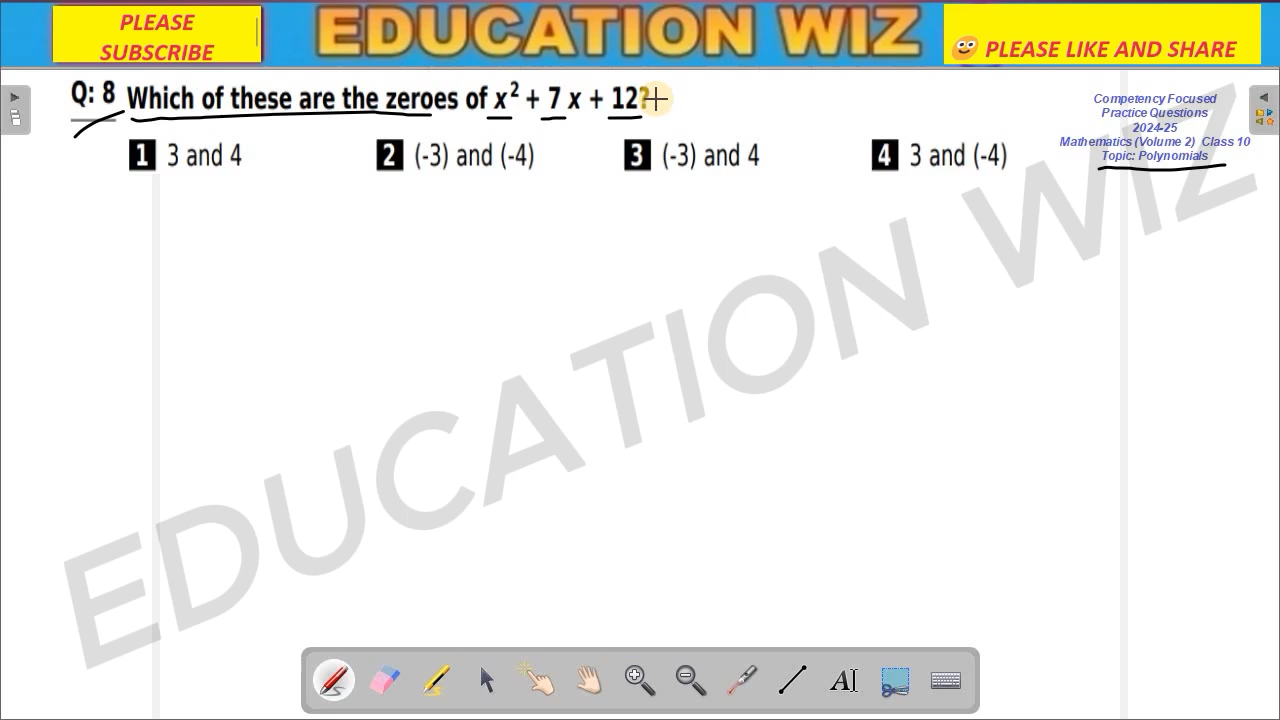 PLEASE
SUBSCRIBE
EDUCATION WIZ
PLEASE LIKE AND SHARE
Q: 8 Which of these are the zeroes of x² + 7 x + 12?
1 3 and 4 2 (-3) and (-4) 3 (-3) and 4 4 3 and (-4)
Competency Focused
Practice Questions
2024-25
Mathematics (Volume 2) Class 10
Topic: Polynomials
EDUCATION WIZ
AI